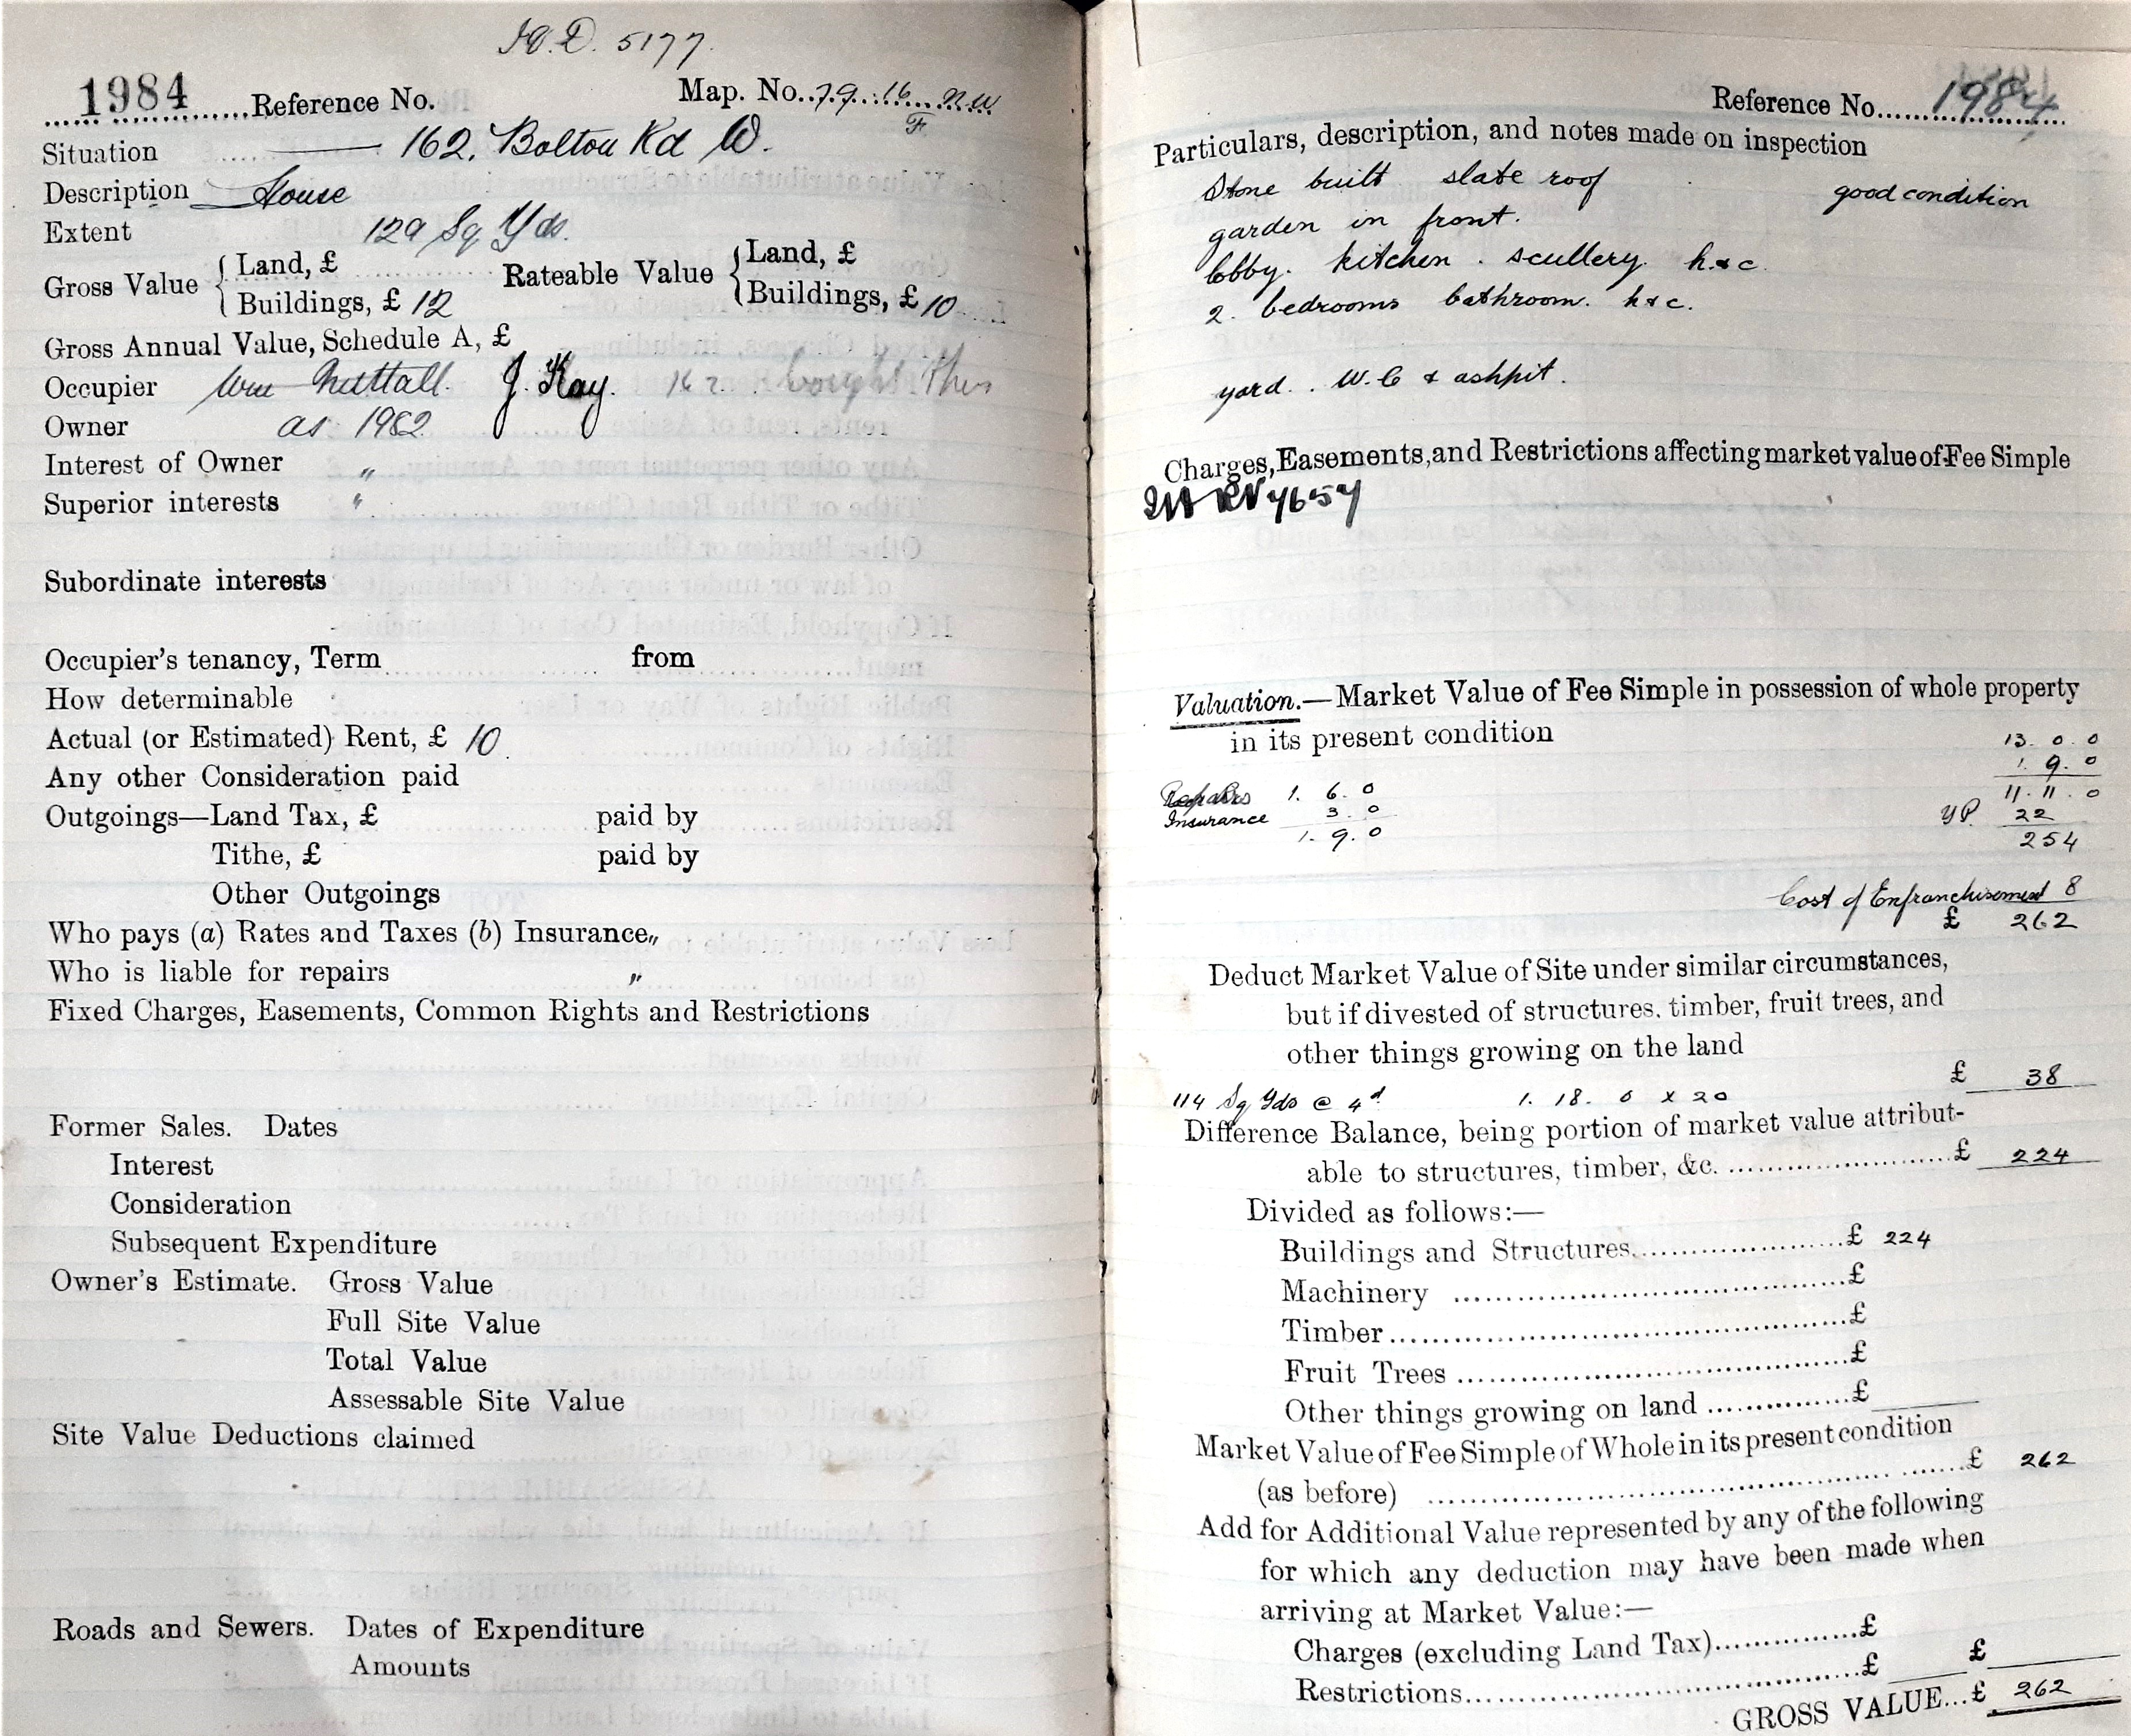 D. 5177.
1984 Reference No. Map. No. 79. 16 NW
F.
Situation 162. Bolton Rd W.
Description House
Extent 129 Sq Yds.
Gross Value { Land, £ Rateable Value { Land, £
Buildings, £ 12 Buildings, £ 10
Gross Annual Value, Schedule A, £
Occupier Wm Nuttall. J. Kay. 162. bought this
Owner as 1982
Interest of Owner "
Superior interests "
Subordinate interests
Occupier's tenancy, Term from
How determinable
Actual (or Estimated) Rent, £ 10
Any other Consideration paid
Outgoings—Land Tax, £ paid by
Tithe, £ paid by
Other Outgoings
Who pays (a) Rates and Taxes (b) Insurance "
Who is liable for repairs "
Fixed Charges, Easements, Common Rights and Restrictions
Former Sales. Dates
Interest
Consideration
Subsequent Expenditure
Owner's Estimate. Gross Value
Full Site Value
Total Value
Assessable Site Value
Site Value Deductions claimed
Roads and Sewers. Dates of Expenditure
Amounts
Reference No. 1984
Particulars, description, and notes made on inspection
Stone built slate roof good condition
garden in front.
lobby. kitchen. scullery. h.&c.
2. bedrooms bathroom. h&c.
yard. W.C & ashpit.
Charges, Easements, and Restrictions affecting market value of Fee Simple
Valuation.—Market Value of Fee Simple in possession of whole property
in its present condition
13. 0. 0
1. 9. 0
Repairs 1. 6. 0 11. 11. 0
Insurance 3. 0 YP. 22
1. 9. 0 254
Cost of Enfranchisement 8
£ 262
Deduct Market Value of Site under similar circumstances,
but if divested of structures, timber, fruit trees, and
other things growing on the land
£ 38
114 Sq Yds @ 4d 1. 18. 0 x 20
Difference Balance, being portion of market value attribut-
able to structures, timber, &c. £ 224
Divided as follows:—
Buildings and Structures £ 224
Machinery £
Timber £
Fruit Trees £
Other things growing on land £
Market Value of Fee Simple of Whole in its present condition
(as before) £ 262
Add for Additional Value represented by any of the following
for which any deduction may have been made when
arriving at Market Value:—
Charges (excluding Land Tax) £
Restrictions £ £
GROSS VALUE...£ 262